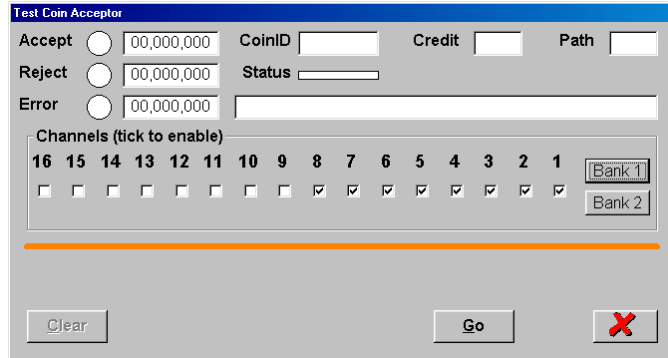 Test Coin Acceptor
Accept 00,000,000 CoinID Credit Path
Reject 00,000,000 Status
Error 00,000,000
Channels (tick to enable)
16 15 14 13 12 11 10 9 8 7 6 5 4 3 2 1
Bank 1
Bank 2
Clear Go